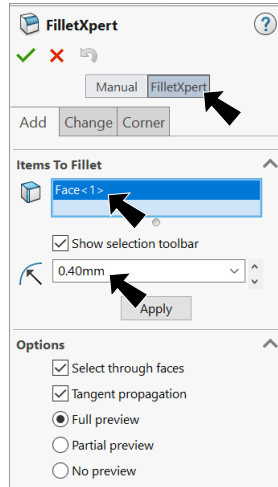 FilletXpert
?
Manual FilletXpert
Add Change Corner
Items To Fillet
Face<1>
Show selection toolbar
0.40mm
Apply
Options
Select through faces
Tangent propagation
Full preview
Partial preview
No preview